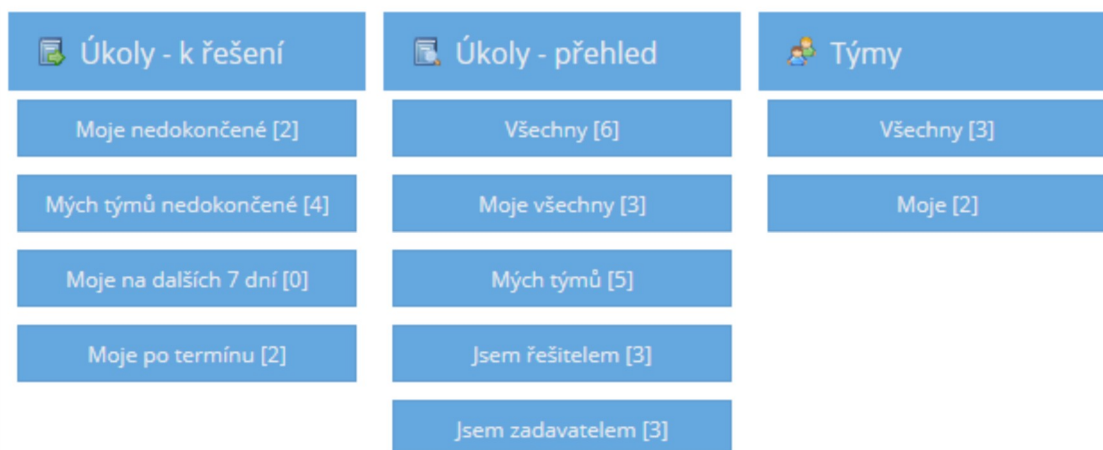 Úkoly - k řešení
Moje nedokončené [2]
Mých týmů nedokončené [4]
Moje na dalších 7 dní [0]
Moje po termínu [2]
Úkoly - přehled
Všechny [6]
Moje všechny [3]
Mých týmů [5]
Jsem řešitelem [3]
Jsem zadavatelem [3]
Týmy
Všechny [3]
Moje [2]